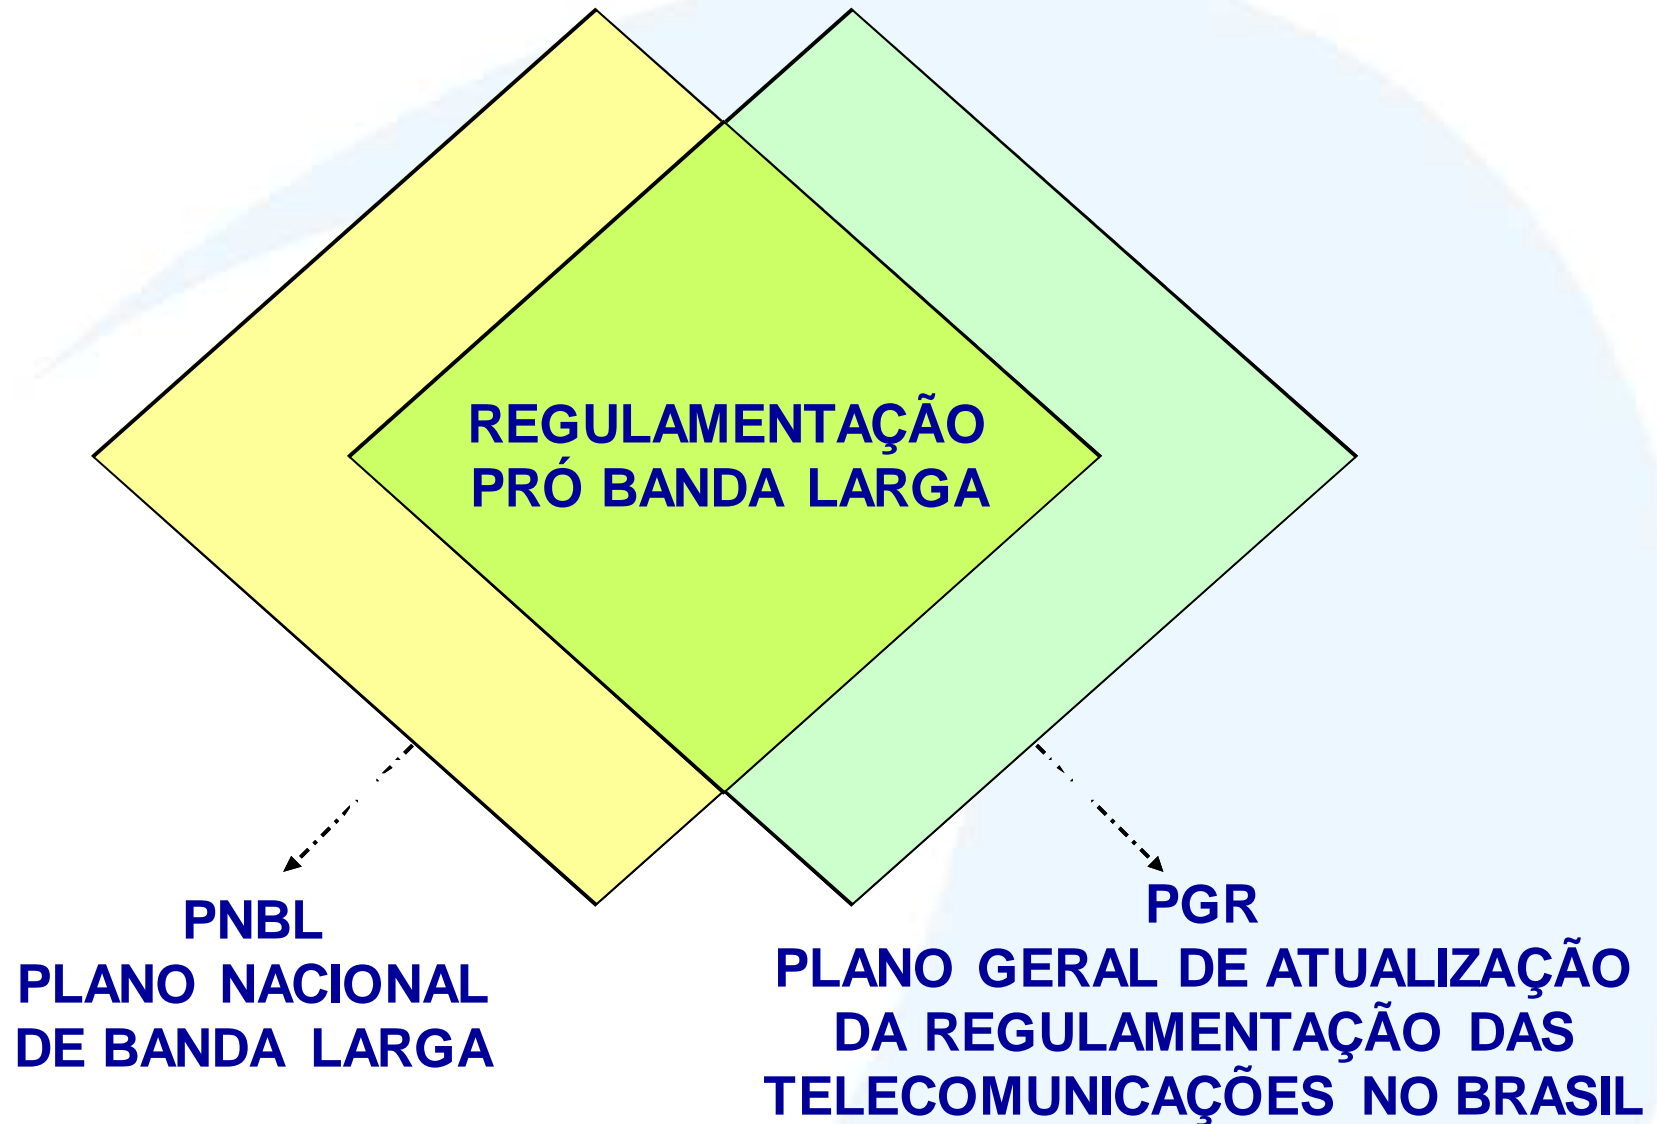 REGULAMENTAÇÃO
PRÓ BANDA LARGA
PNBL
PLANO NACIONAL
DE BANDA LARGA
PGR
PLANO GERAL DE ATUALIZAÇÃO
DA REGULAMENTAÇÃO DAS
TELECOMUNICAÇÕES NO BRASIL